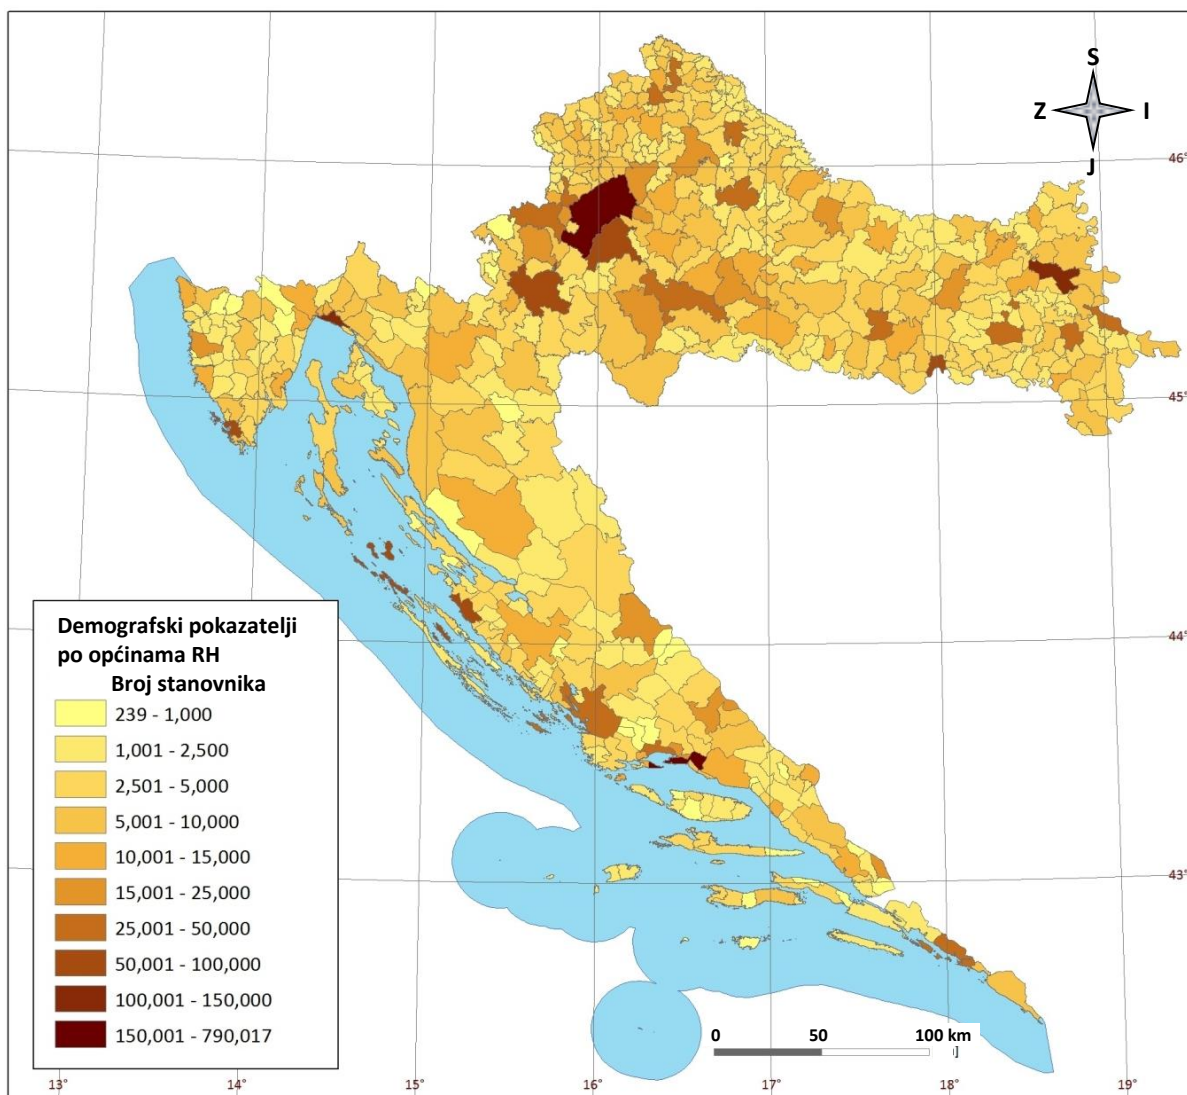 S
Z
I
J
46°
45°
44°
43°
Demografski pokazatelji
po općinama RH
Broj stanovnika
239 - 1,000
1,001 - 2,500
2,501 - 5,000
5,001 - 10,000
10,001 - 15,000
15,001 - 25,000
25,001 - 50,000
50,001 - 100,000
100,001 - 150,000
150,001 - 790,017
0 50 100 km
13° 14° 15° 16° 17° 18° 19°